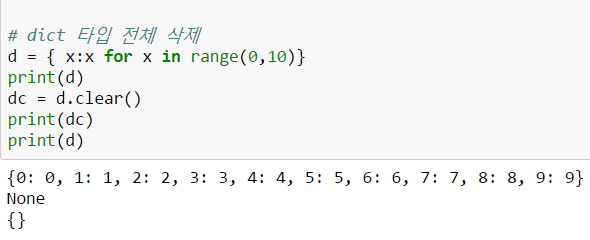 # dict 타입 전체 삭제
d = { x:x for x in range(0,10)}
print(d)
dc = d.clear()
print(dc)
print(d)
{0: 0, 1: 1, 2: 2, 3: 3, 4: 4, 5: 5, 6: 6, 7: 7, 8: 8, 9: 9}
None
{}